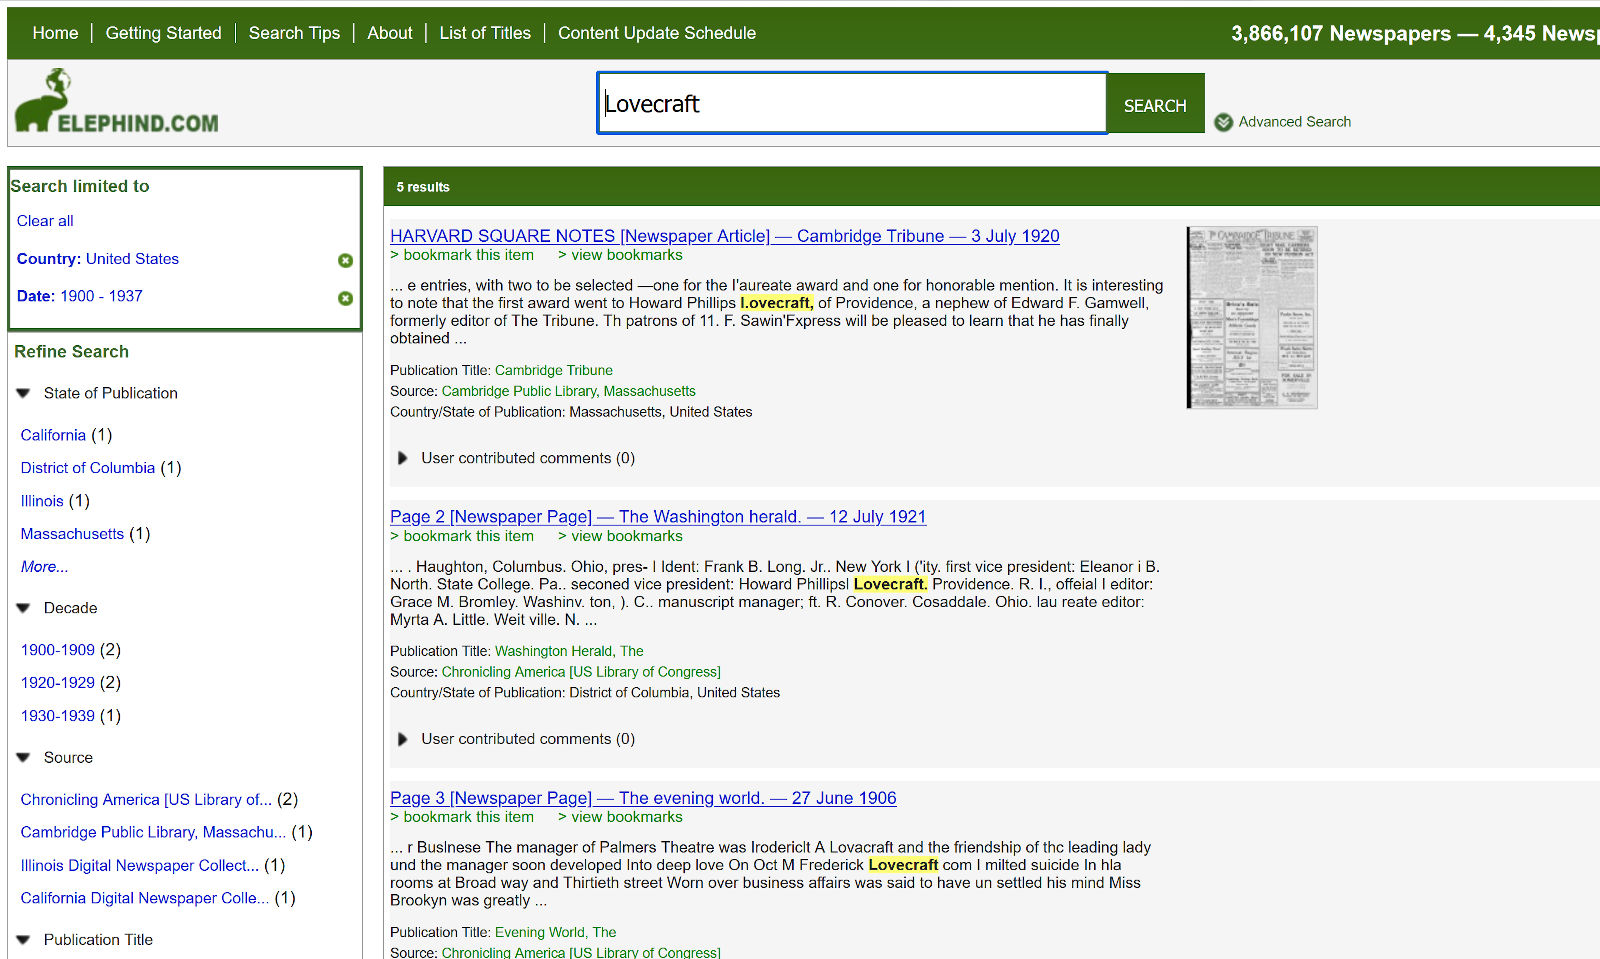 Home | Getting Started | Search Tips | About | List of Titles | Content Update Schedule
3,866,107 Newspapers — 4,345 Newsp
ELEPHIND.COM
Lovecraft
SEARCH
Advanced Search
Search limited to
Clear all
Country: United States
Date: 1900 - 1937
Refine Search
State of Publication
California (1)
District of Columbia (1)
Illinois (1)
Massachusetts (1)
More...
Decade
1900-1909 (2)
1920-1929 (2)
1930-1939 (1)
Source
Chronicling America [US Library of... (2)
Cambridge Public Library, Massachu... (1)
Illinois Digital Newspaper Collect... (1)
California Digital Newspaper Colle... (1)
Publication Title
5 results
HARVARD SQUARE NOTES [Newspaper Article] — Cambridge Tribune — 3 July 1920
> bookmark this item > view bookmarks
... e entries, with two to be selected —one for the I'aureate award and one for honorable mention. It is interesting
to note that the first award went to Howard Phillips I.ovecraft, of Providence, a nephew of Edward F. Gamwell,
formerly editor of The Tribune. Th patrons of 11. F. Sawin'Fxpress will be pleased to learn that he has finally
obtained ...
Publication Title: Cambridge Tribune
Source: Cambridge Public Library, Massachusetts
Country/State of Publication: Massachusetts, United States
User contributed comments (0)
CAMBRIDGE TRIBUNE
Page 2 [Newspaper Page] — The Washington herald. — 12 July 1921
> bookmark this item > view bookmarks
... . Haughton, Columbus. Ohio, pres- I Ident: Frank B. Long. Jr.. New York I ('ity. first vice president: Eleanor i B.
North. State College. Pa.. seconed vice president: Howard PhillipsI Lovecraft. Providence. R. I., offeial I editor:
Grace M. Bromley. Washinv. ton, ). C.. manuscript manager; ft. R. Conover. Cosaddale. Ohio. lau reate editor:
Myrta A. Little. Weit ville. N. ...
Publication Title: Washington Herald, The
Source: Chronicling America [US Library of Congress]
Country/State of Publication: District of Columbia, United States
User contributed comments (0)
Page 3 [Newspaper Page] — The evening world. — 27 June 1906
> bookmark this item > view bookmarks
... r BusInese The manager of Palmers Theatre was Irodericlt A Lovacraft and the friendship of thc leading lady
und the manager soon developed Into deep love On Oct M Frederick Lovecraft com I milted suicide In hla
rooms at Broad way and Thirtieth street Worn over business affairs was said to have un settled his mind Miss
Brookyn was greatly ...
Publication Title: Evening World, The
Source: Chronicling America [US Library of Congress]